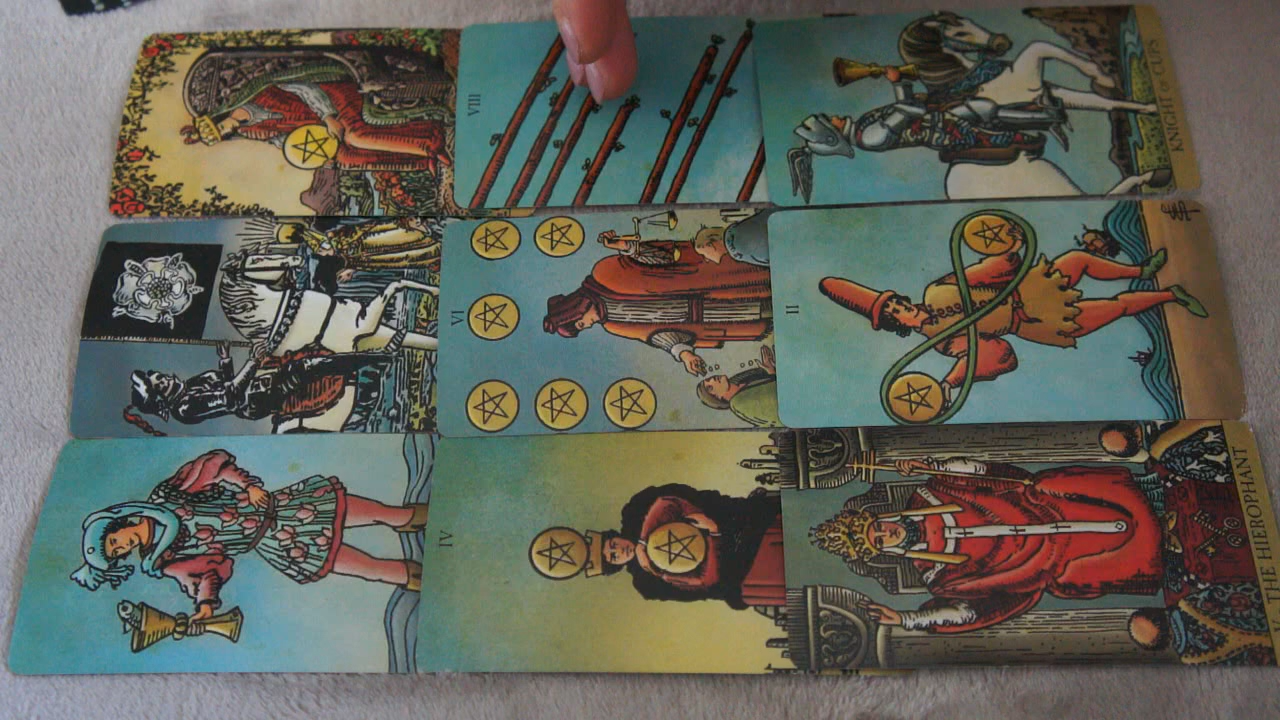 VIII
KNIGHT OF CUPS
VI
II
IV
THE HIEROPHANT